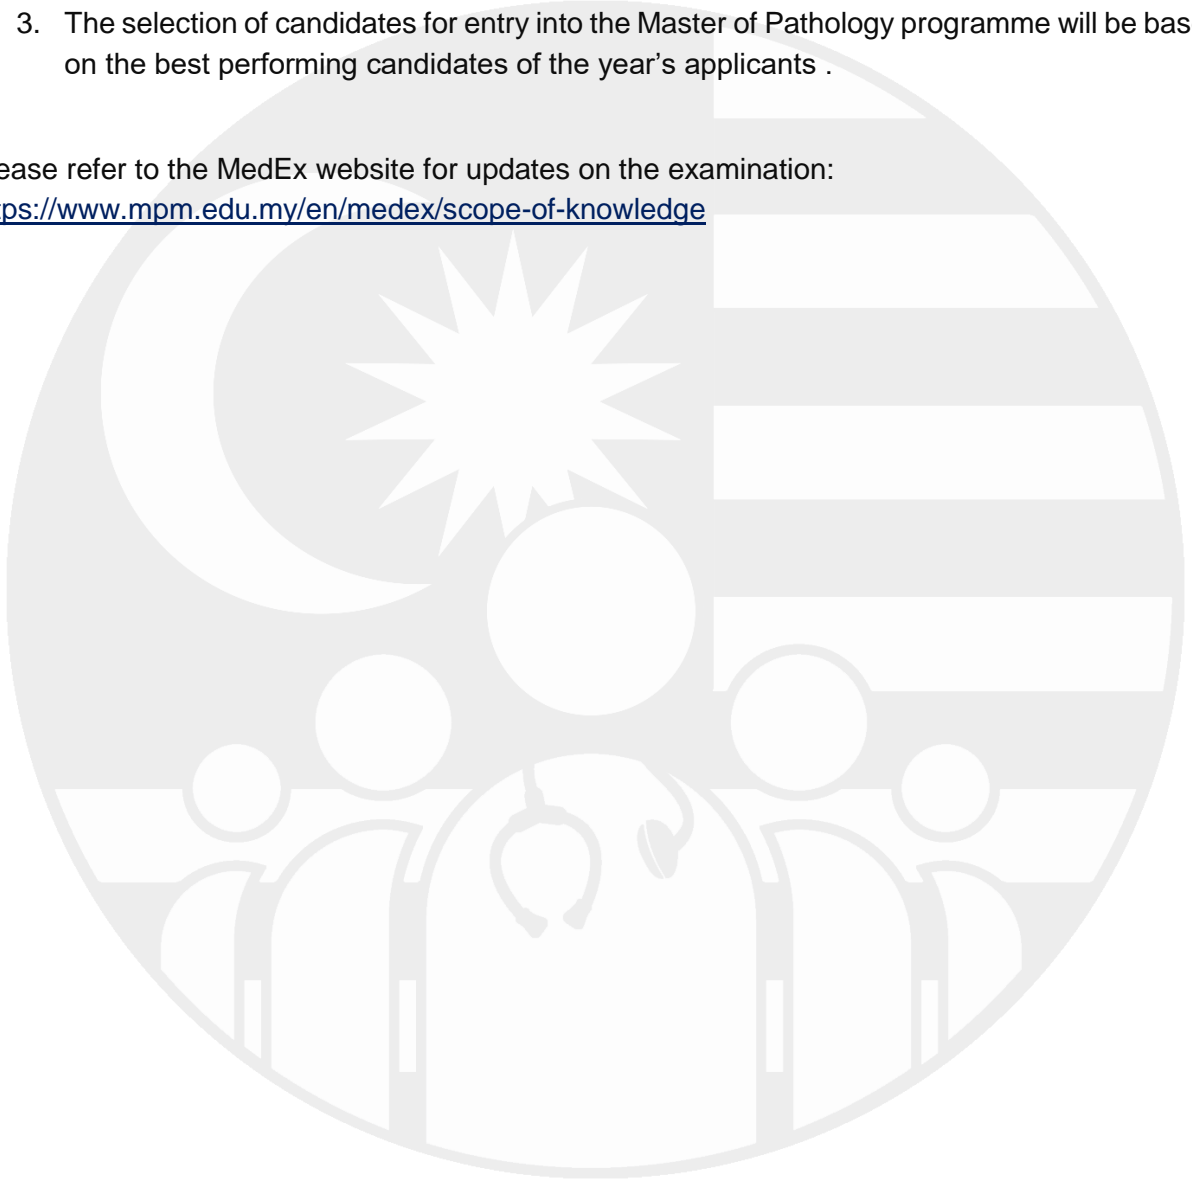 3. The selection of candidates for entry into the Master of Pathology programme will be bas
on the best performing candidates of the year’s applicants .
ease refer to the MedEx website for updates on the examination:
tps://www.mpm.edu.my/en/medex/scope-of-knowledge